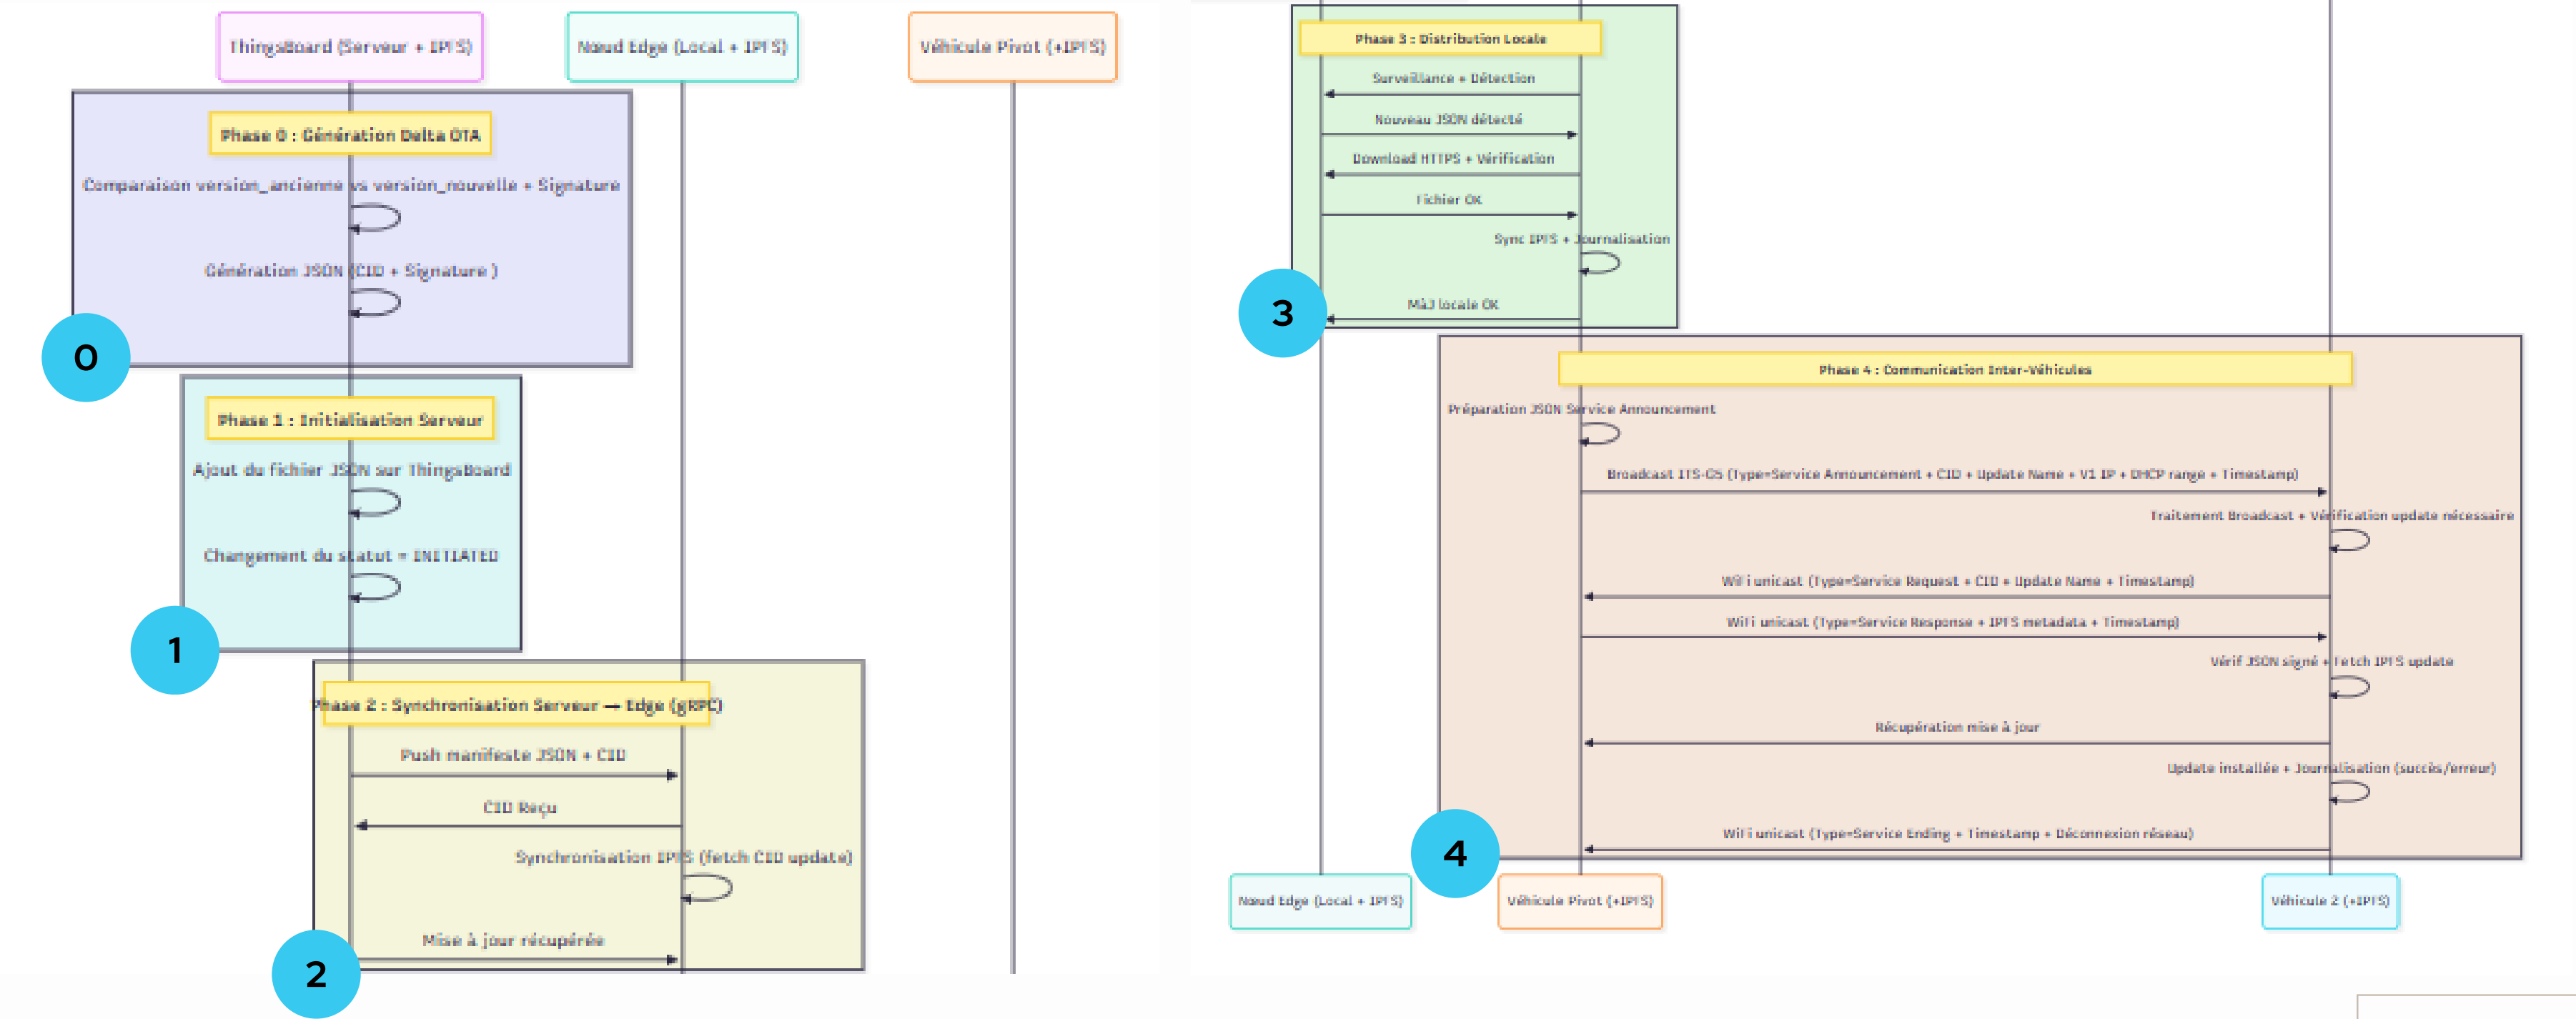 ThingsBoard (Serveur + IPFS)
Nœud Edge (Local + IPFS)
Véhicule Pivot (+IPFS)
Phase 0 : Génération Delta OTA
Comparaison version_ancienne vs version_nouvelle + Signature
Génération JSON (CID + Signature )
0
Phase 1 : Initialisation Serveur
Ajout du fichier JSON sur ThingsBoard
Changement du statut = INITIATED
1
Phase 2 : Synchronisation Serveur → Edge (gRPC)
Push manifeste JSON + CID
CID Reçu
Synchronisation IPFS (fetch CID update)
Mise à jour récupérée
2
Phase 3 : Distribution Locale
Surveillance + Détection
Nouveau JSON détecté
Download HTTPS + Vérification
Fichier OK
Sync IPFS + Journalisation
MàJ locale OK
3
Phase 4 : Communication Inter-Véhicules
Préparation JSON Service Announcement
Broadcast ITS-G5 (Type=Service Announcement + CID + Update Name + V1 IP + DHCP range + Timestamp)
Traitement Broadcast + Vérification update nécessaire
WiFi unicast (Type=Service Request + CID + Update Name + Timestamp)
WiFi unicast (Type=Service Response + IPFS metadata + Timestamp)
Vérif JSON signé + Fetch IPFS update
Récupération mise à jour
Update installée + Journalisation (succès/erreur)
WiFi unicast (Type=Service Ending + Timestamp + Déconnexion réseau)
4
Nœud Edge (Local + IPFS)
Véhicule Pivot (+IPFS)
Véhicule 2 (+IPFS)